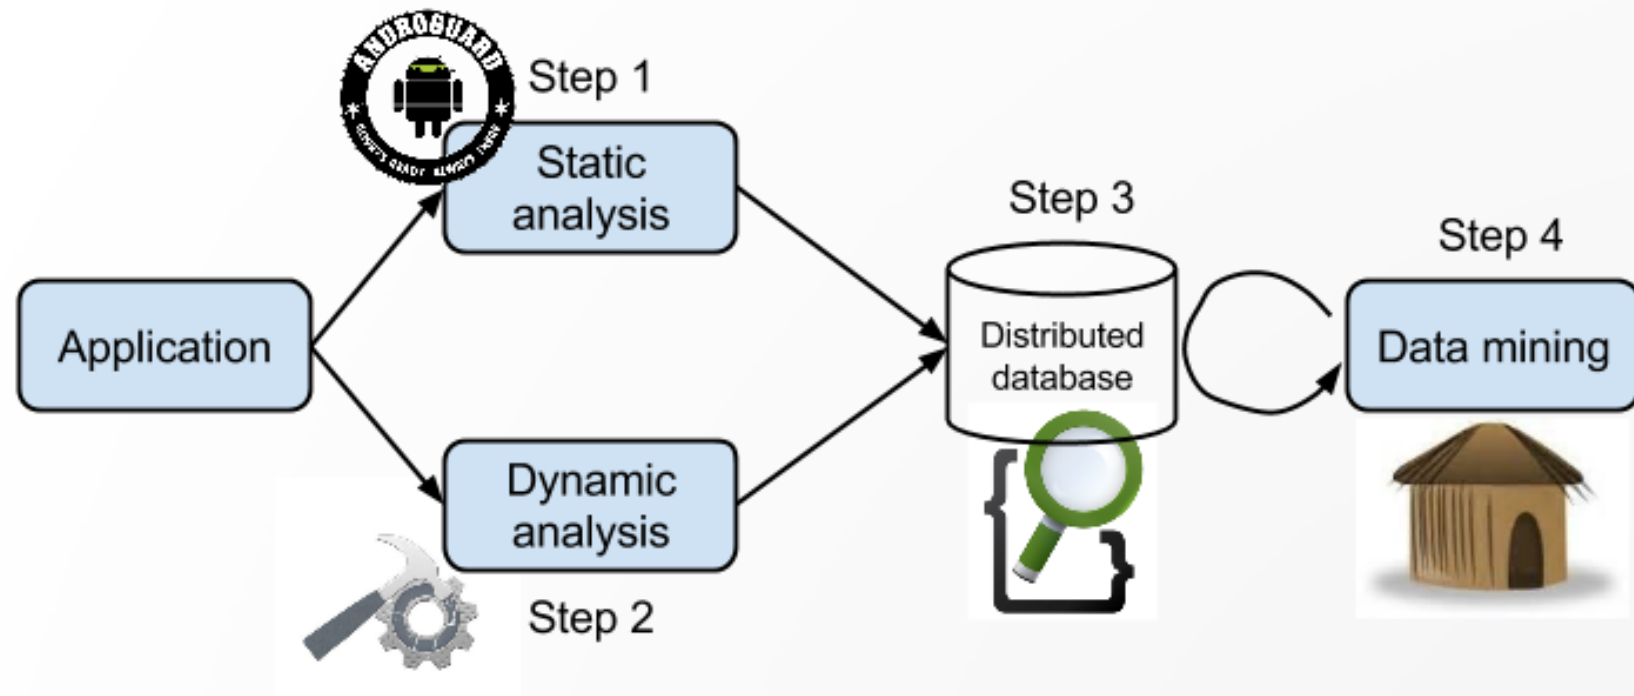 ANDROGUARD
Step 1
Static
analysis
Application
Dynamic
analysis
Step 2
Step 3
Distributed
database
Step 4
Data mining